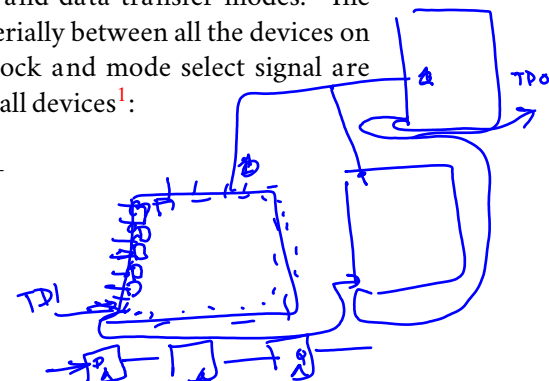 and data transfer modes. The
erially between all the devices on
ock and mode select signal are
all devices1:
TDO
TDI
D
Q